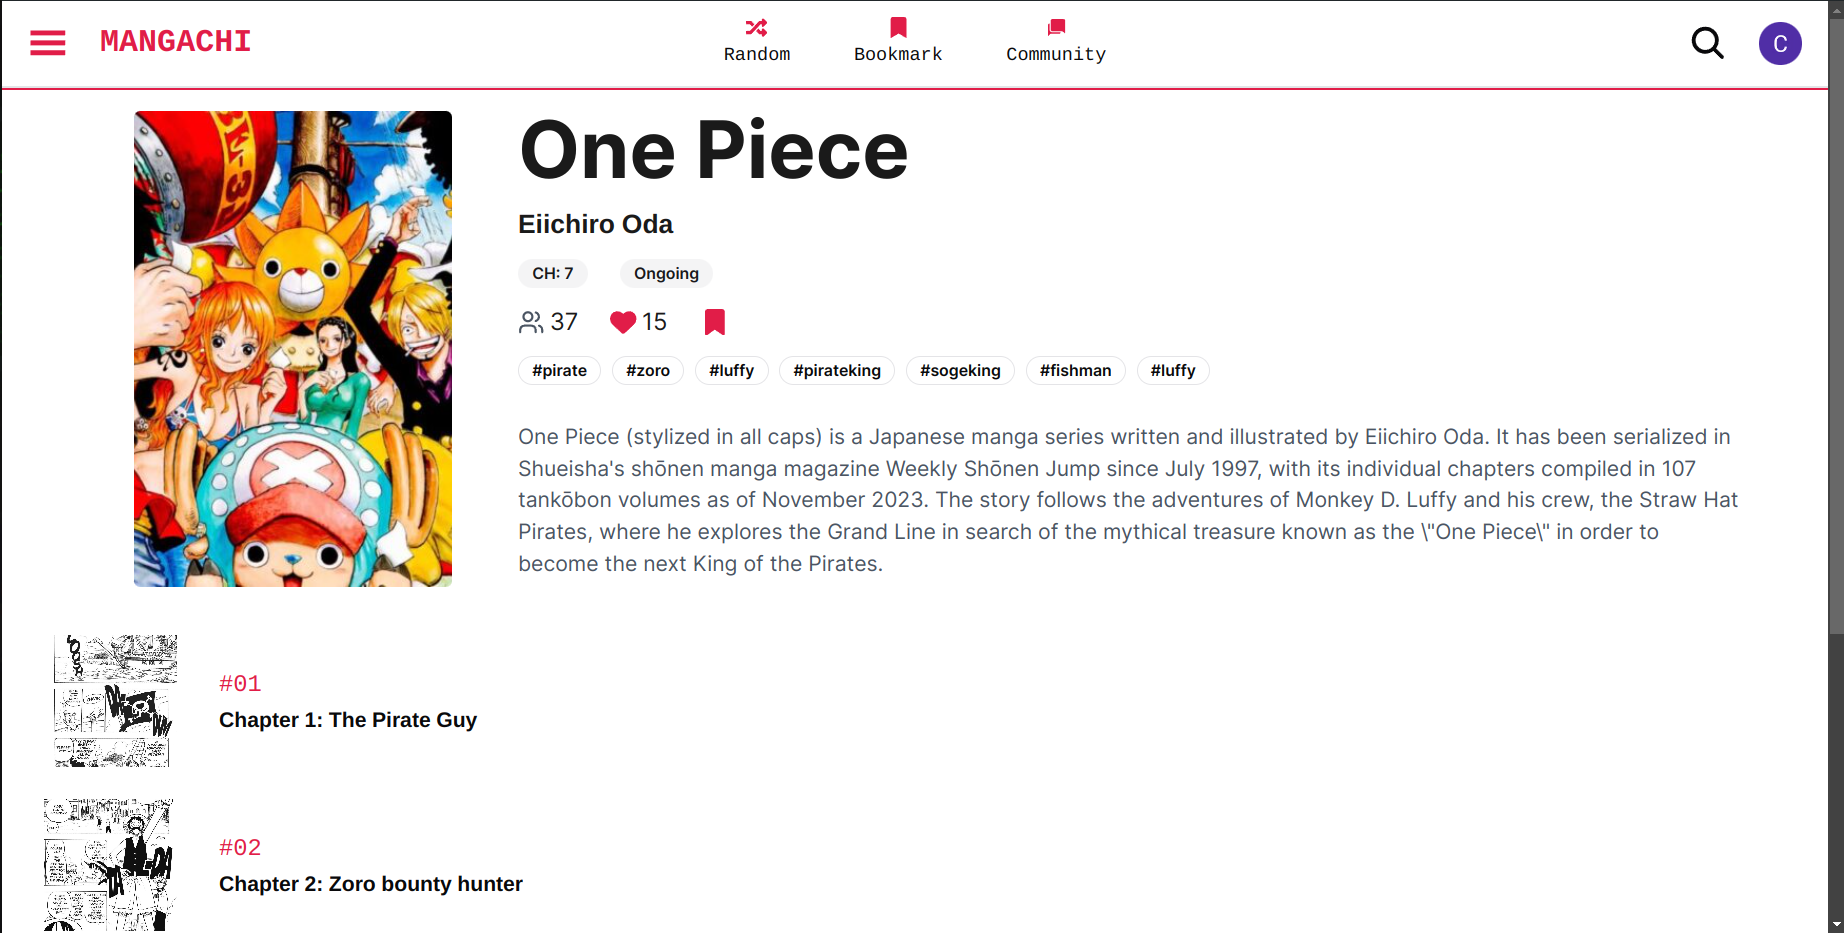 MANGACHI
Random
Bookmark
Community
C
One Piece
Eiichiro Oda
CH: 7
Ongoing
37
15
#pirate
#zoro
#luffy
#pirateking
#sogeking
#fishman
#luffy
One Piece (stylized in all caps) is a Japanese manga series written and illustrated by Eiichiro Oda. It has been serialized in
Shueisha's shōnen manga magazine Weekly Shōnen Jump since July 1997, with its individual chapters compiled in 107
tankōbon volumes as of November 2023. The story follows the adventures of Monkey D. Luffy and his crew, the Straw Hat
Pirates, where he explores the Grand Line in search of the mythical treasure known as the \"One Piece\" in order to
become the next King of the Pirates.
#01
Chapter 1: The Pirate Guy
#02
Chapter 2: Zoro bounty hunter